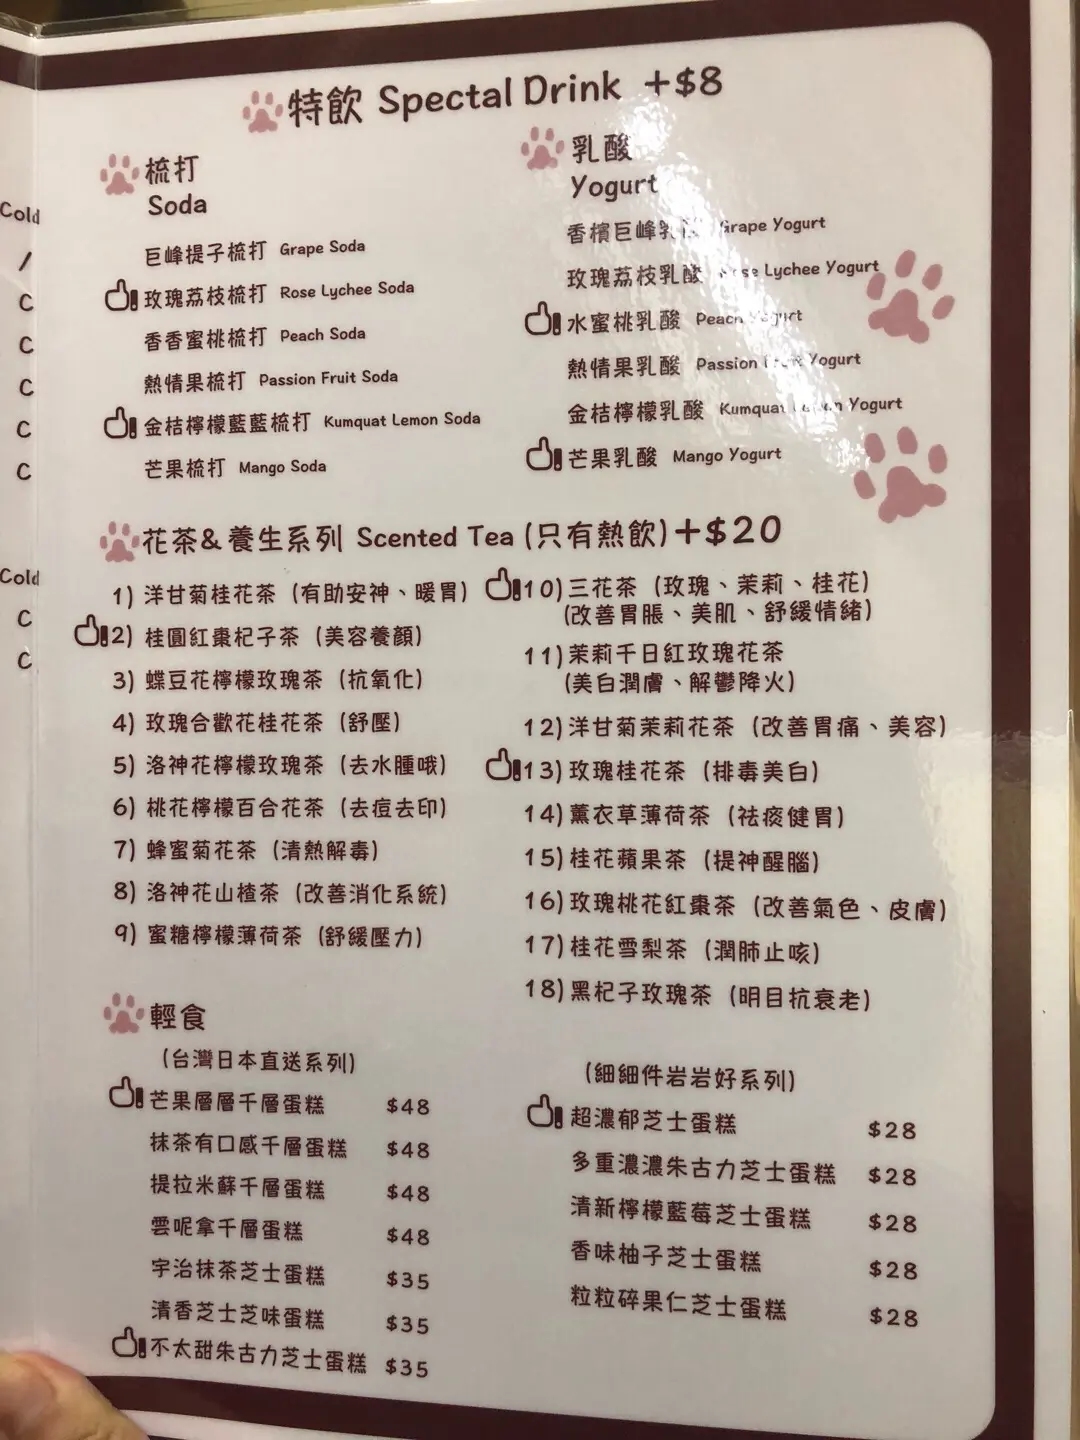 特飲 Spectal Drink +$8
梳打
Soda
巨峰提子梳打 Grape Soda
玫瑰荔枝梳打 Rose Lychee Soda
香香蜜桃梳打 Peach Soda
熱情果梳打 Passion Fruit Soda
金桔檸檬藍藍梳打 Kumquat Lemon Soda
芒果梳打 Mango Soda
乳酸
Yogurt
香檳巨峰乳 Grape Yogurt
玫瑰荔枝乳酸 Rose Lychee Yogurt
水蜜桃乳酸 Peach Yogurt
熱情果乳酸 Passion Fruit Yogurt
金桔檸檬乳酸 Kumquat Lemon Yogurt
芒果乳酸 Mango Yogurt
花茶&養生系列 Scented Tea (只有熱飲)+$20
1) 洋甘菊桂花茶 (有助安神、暖胃)
2) 桂圓紅棗杞子茶 (美容養顏)
3) 蝶豆花檸檬玫瑰茶 (抗氧化)
4) 玫瑰合歡花桂花茶 (舒壓)
5) 洛神花檸檬玫瑰茶 (去水腫哦)
6) 桃花檸檬百合花茶 (去痘去印)
7) 蜂蜜菊花茶 (清熱解毒)
8) 洛神花山楂茶 (改善消化系統)
9) 蜜糖檸檬薄荷茶 (舒緩壓力)
10) 三花茶 (玫瑰、茉莉、桂花)
(改善胃脹、美肌、舒緩情緒)
11) 茉莉千日紅玫瑰花茶
(美白潤膚、解鬱降火)
12) 洋甘菊茉莉花茶 (改善胃痛、美容)
13) 玫瑰桂花茶 (排毒美白)
14) 薰衣草薄荷茶 (祛痰健胃)
15) 桂花蘋果茶 (提神醒腦)
16) 玫瑰桃花紅棗茶 (改善氣色、皮膚)
17) 桂花雪梨茶 (潤肺止咳)
18) 黑杞子玫瑰茶 (明目抗衰老)
輕食
(台灣日本直送系列)
芒果層層千層蛋糕 $48
抹茶有口感千層蛋糕 $48
提拉米蘇千層蛋糕 $48
雲呢拿千層蛋糕 $48
宇治抹茶芝士蛋糕 $35
清香芝士芝味蛋糕 $35
不太甜朱古力芝士蛋糕 $35
(細細件岩岩好系列)
超濃郁芝士蛋糕 $28
多重濃濃朱古力芝士蛋糕 $28
清新檸檬藍莓芝士蛋糕 $28
香味柚子芝士蛋糕 $28
粒粒碎果仁芝士蛋糕 $28
Cold
/
C
C
C
C
C
Cold
C
C